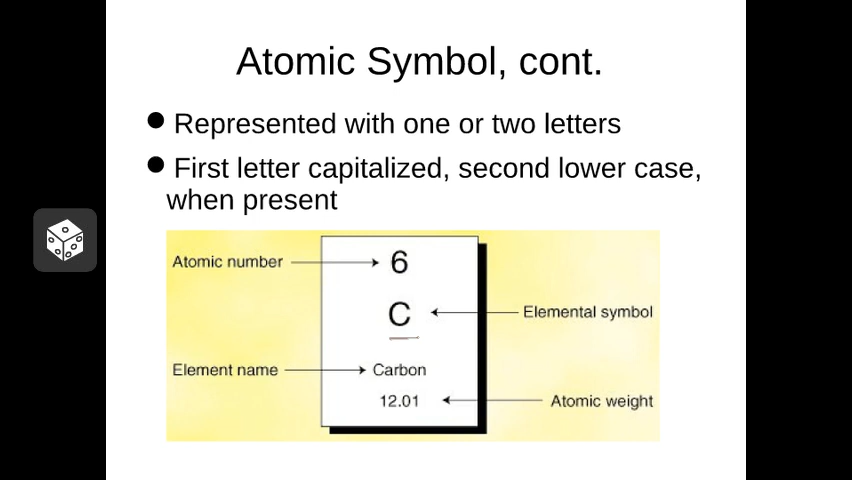 Atomic Symbol, cont.
Represented with one or two letters
First letter capitalized, second lower case,
when present
Atomic number
6
C
Elemental symbol
Element name
Carbon
12.01
Atomic weight